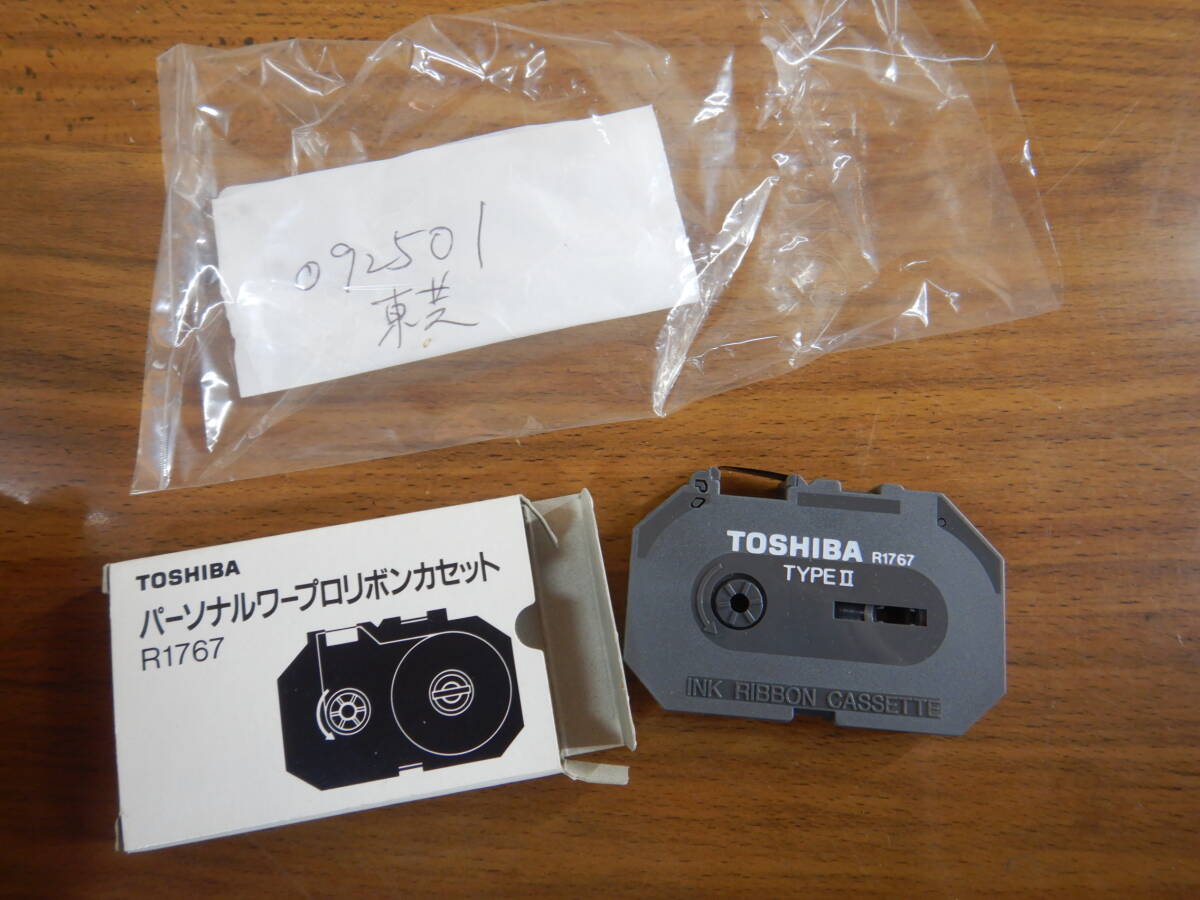 092501
東芝
TOSHIBA
パーソナルワープロリボンカセット
R1767
TOSHIBA R1767
TYPE II
INK RIBBON CASSETTE